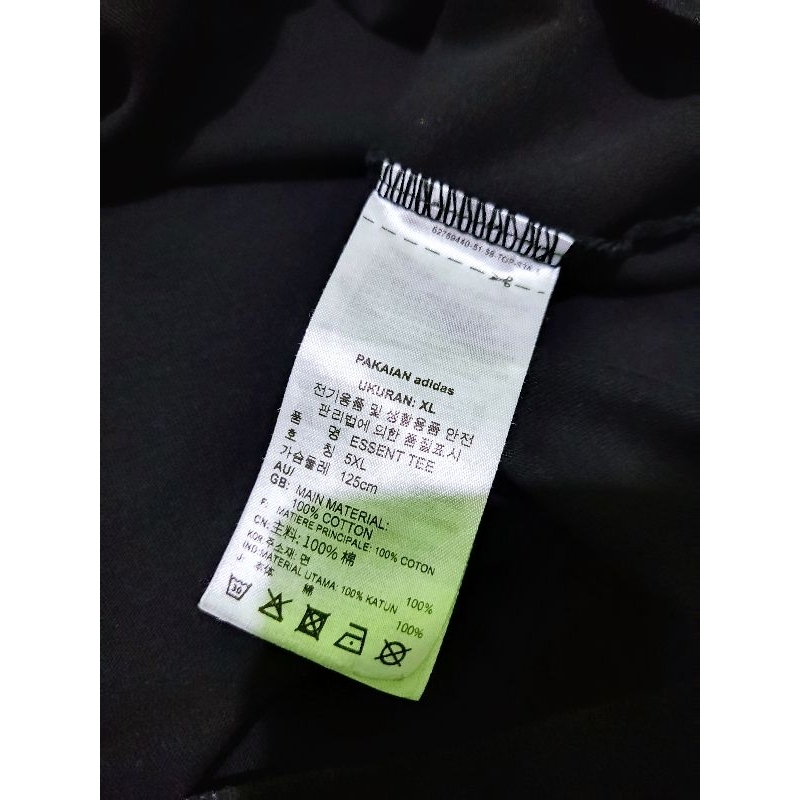 PAKAIAN adidas
UKURAN: XL
전기용품 및 생활용품 안전
관리법에 의한 품질표시
품 명 ESSENT TEE
호 칭 5XL
가슴둘레 125cm
AU/
GB: MAIN MATERIAL:
100% COTTON
F: MATIERE PRINCIPALE: 100% COTON
CN: 主料: 100% 棉
KOR 주소재: 면 100%
IND: MATERIAL UTAMA: 100% KATUN
J: 本体 綿 100%
30